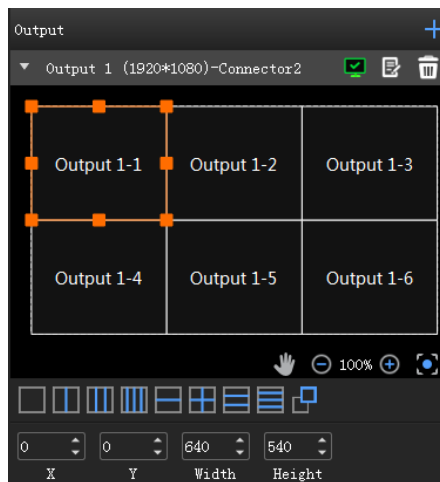 Output
Output 1 (1920*1080)-Connector2
Output 1-1 Output 1-2 Output 1-3
Output 1-4 Output 1-5 Output 1-6
100%
0 0 640 540
X Y Width Height